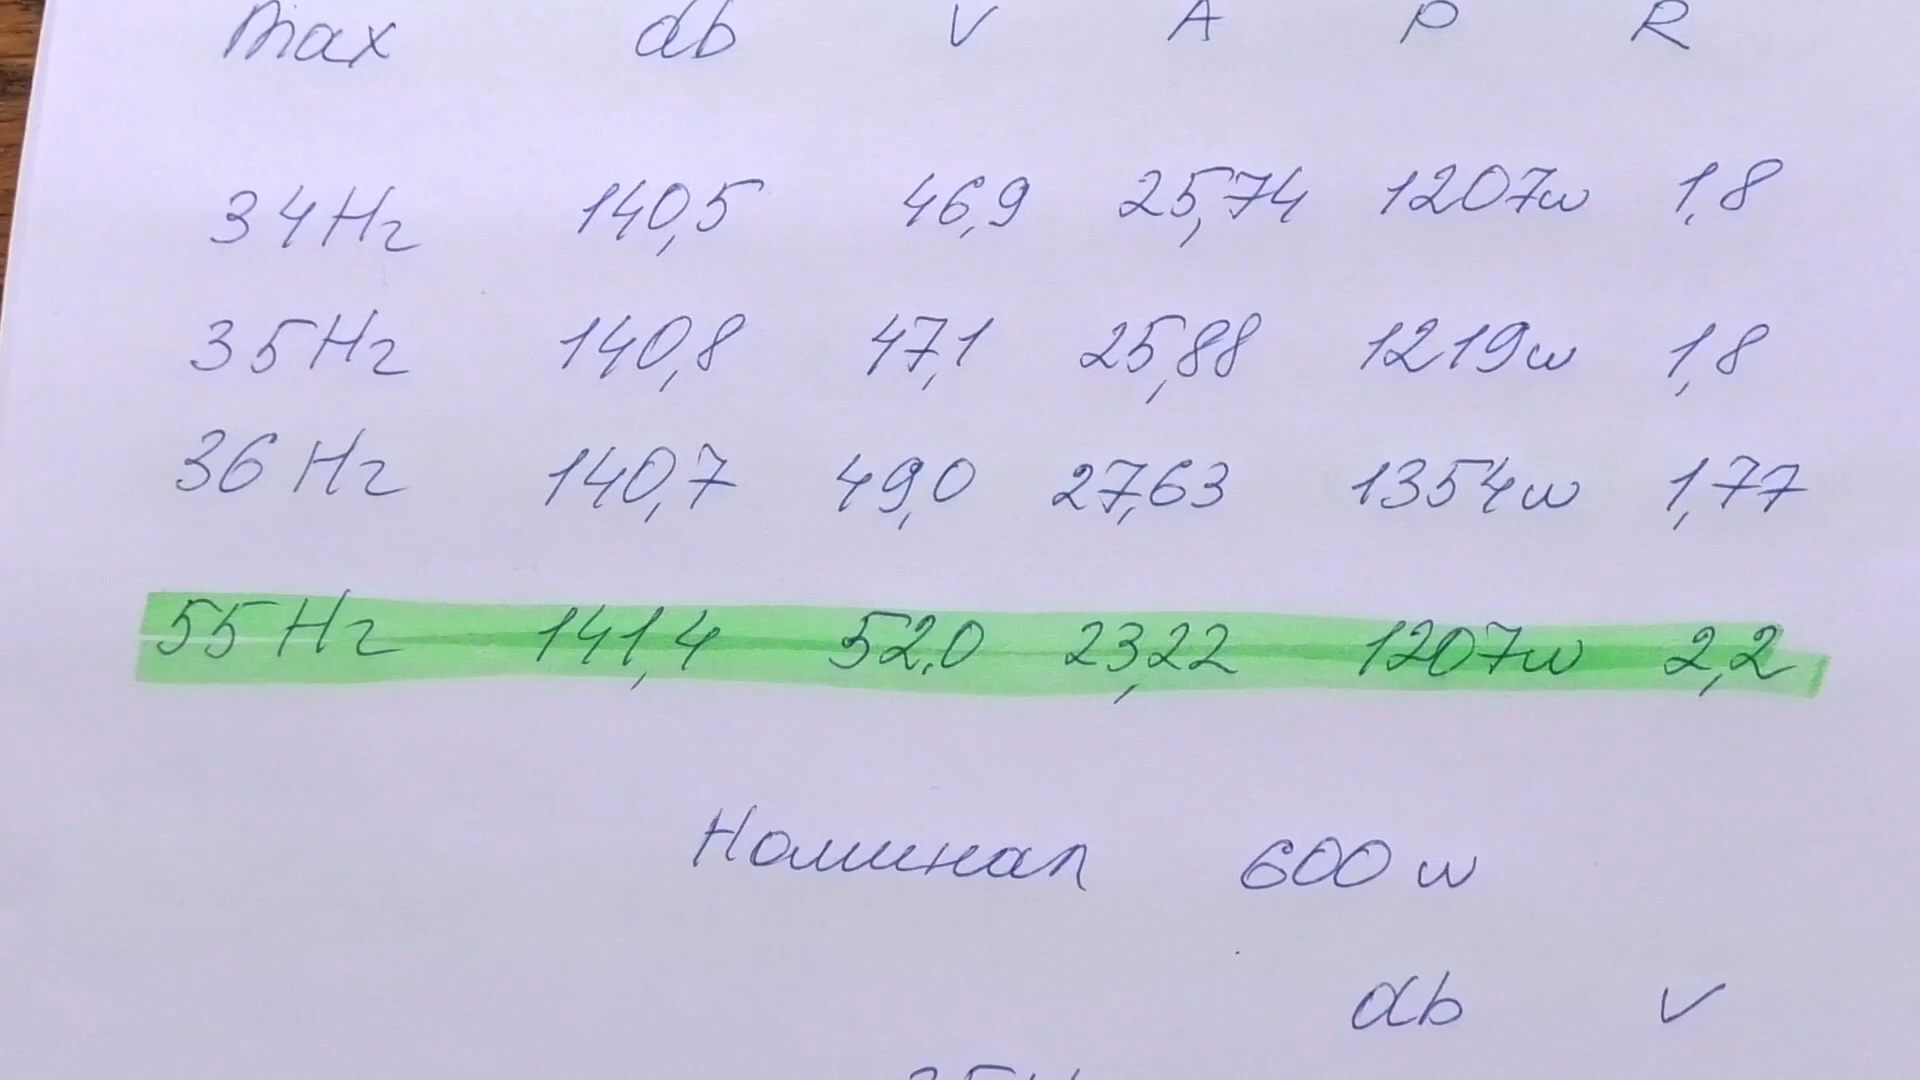 max db V A P R
34Hz 140,5 46,9 25,74 1207w 1,8
35Hz 140,8 47,1 25,88 1219w 1,8
36Hz 140,7 49,0 27,63 1354w 1,77
55Hz 141,4 52.0 23,22 1207w 2,2
Номинал 600w
db V